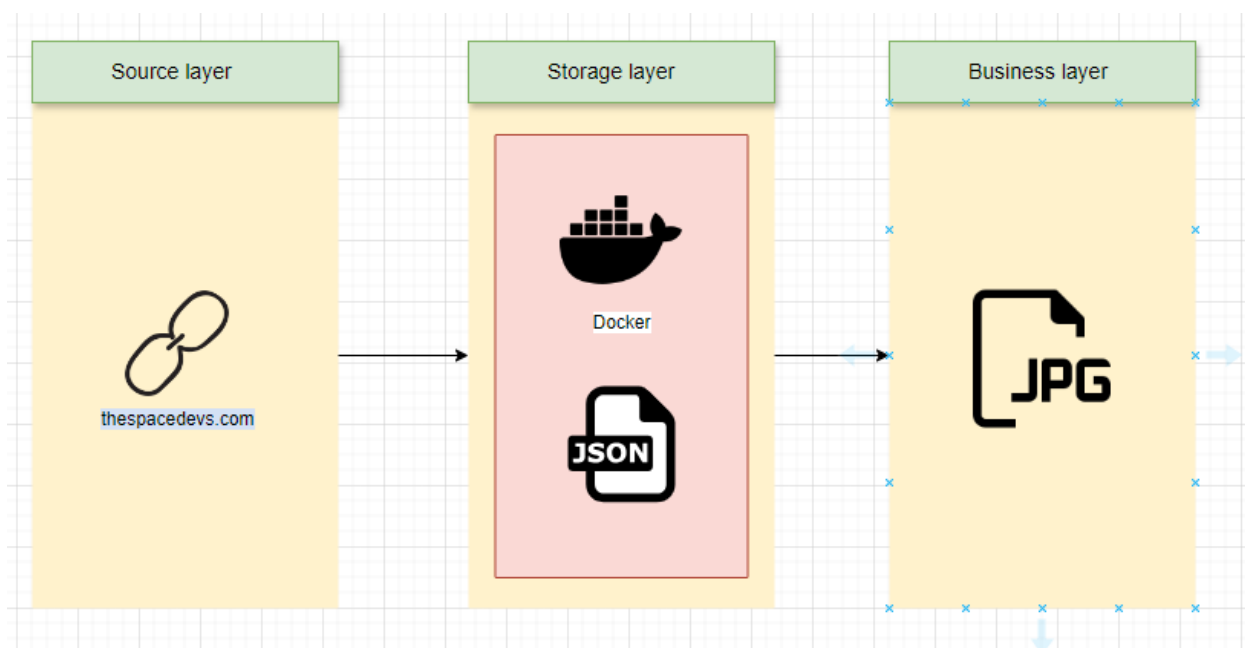 Source layer
Storage layer
Business layer
Docker
thespacedevs.com
JSON
JPG